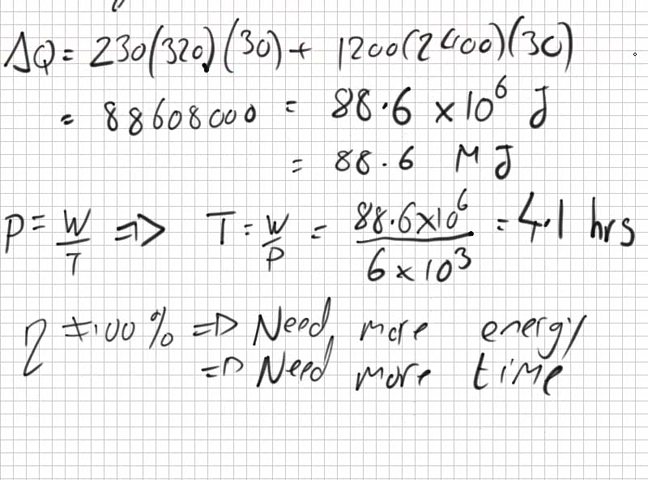 ΔQ = 230(320)(30) + 1200(2400)(30)
= 88608000 = 88.6 × 10⁶ J
= 88.6 MJ
P = W/T => T = W/P = 88.6×10⁶/6×10³ = 4.1 hrs
η ≠ 100% => Need more energy
=> Need more time